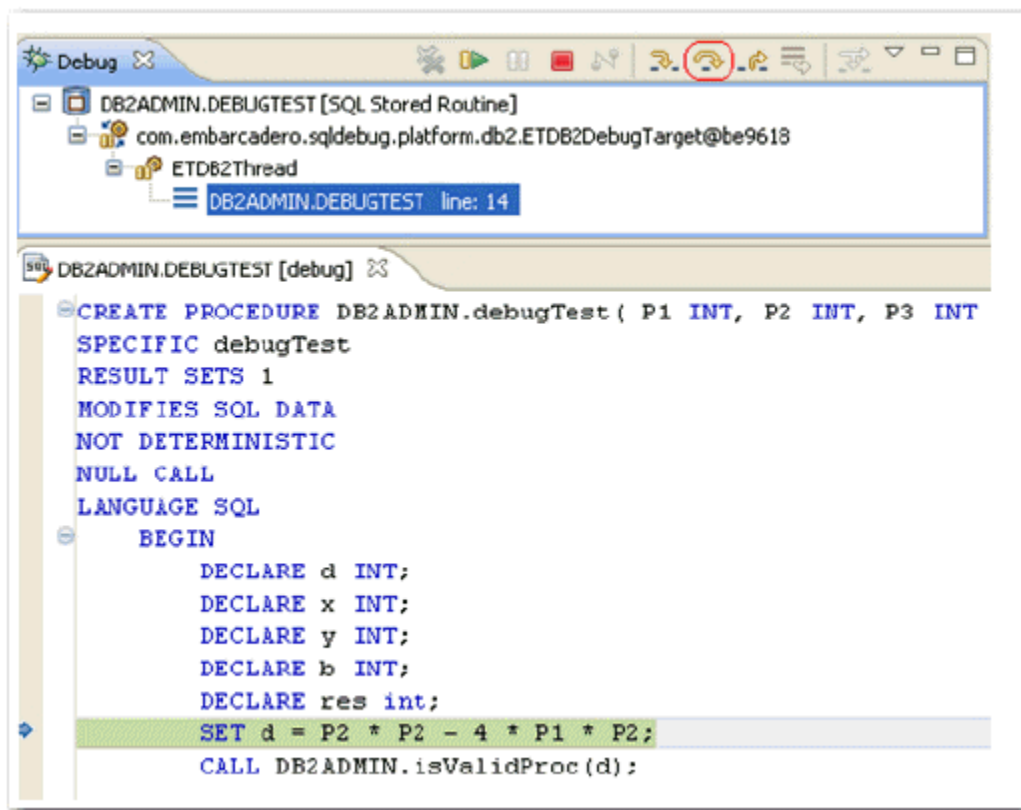 Debug
DB2ADMIN.DEBUGTEST [SQL Stored Routine]
com.embarcadero.sqldebug.platform.db2.ETDB2DebugTarget@be9618
ETDB2Thread
DB2ADMIN.DEBUGTEST line: 14
SQL DB2ADMIN.DEBUGTEST [debug]
CREATE PROCEDURE DB2ADMIN.debugTest( P1 INT, P2 INT, P3 INT
SPECIFIC debugTest
RESULT SETS 1
MODIFIES SQL DATA
NOT DETERMINISTIC
NULL CALL
LANGUAGE SQL
BEGIN
DECLARE d INT;
DECLARE x INT;
DECLARE y INT;
DECLARE b INT;
DECLARE res int;
SET d = P2 * P2 - 4 * P1 * P2;
CALL DB2ADMIN.isValidProc(d);